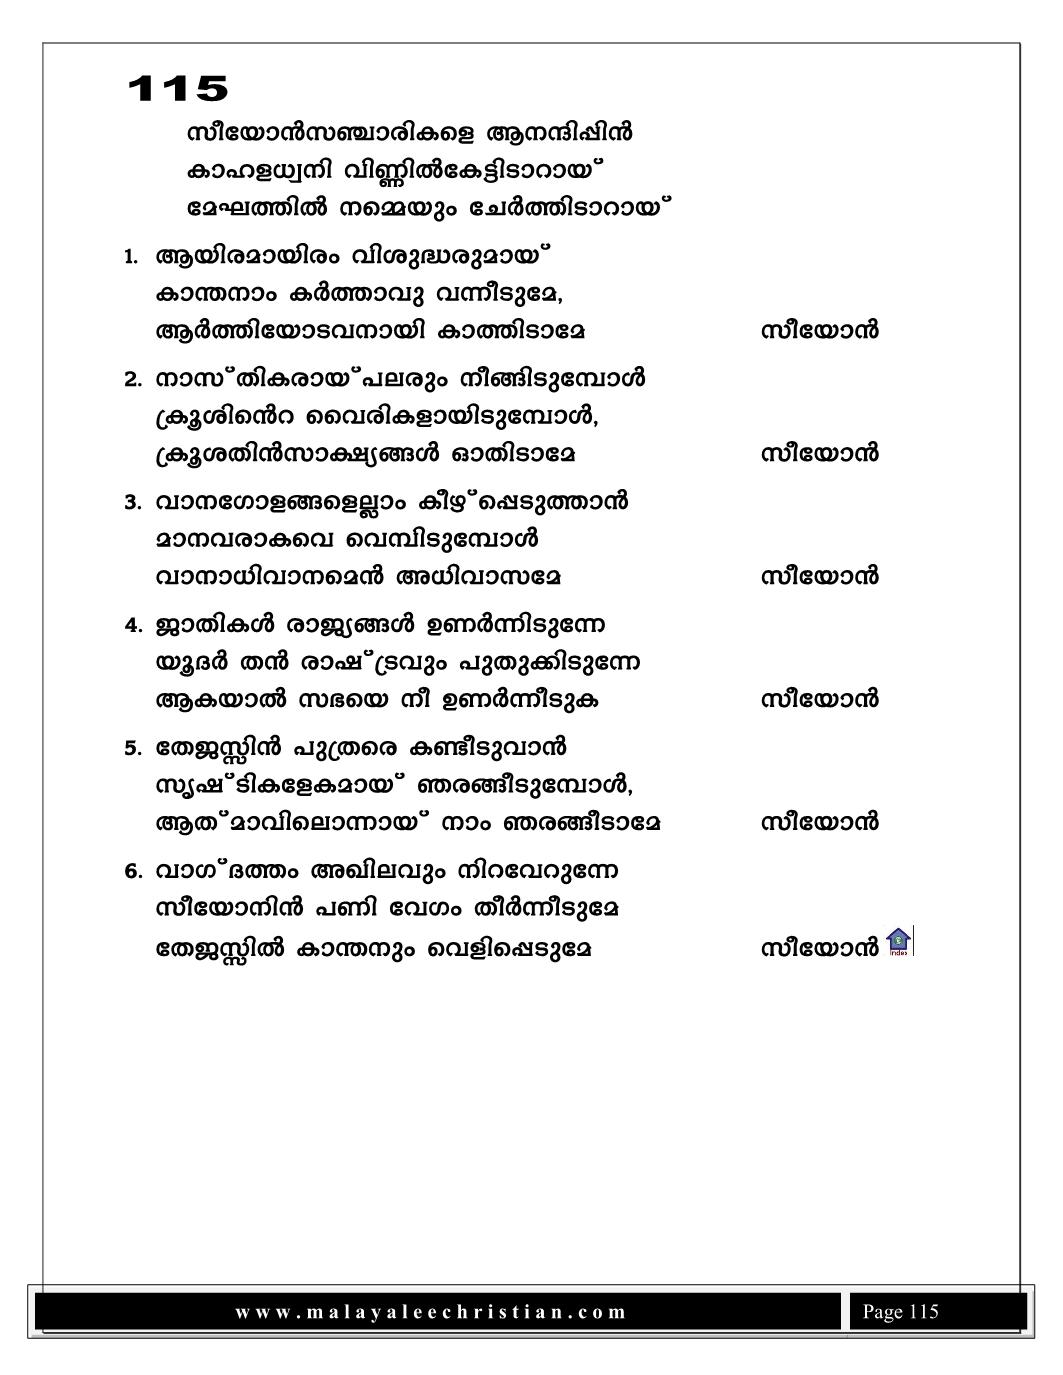 115
സീയോൻസഞ്ചാരികളെ ആനന്ദിപ്പിൻ
കാഹളധ്വനി വിണ്ണിൽകേട്ടിടാറായ്
മേഘത്തിൽ നമ്മെയും ചേർത്തിടാറായ്
1. ആയിരമായിരം വിശുദ്ധരുമായ്
കാന്തനാം കർത്താവു വന്നീടുമേ,
ആർത്തിയോടവനായി കാത്തിടാമേ സീയോൻ
2. നാസ്തികരായ്പലരും നീങ്ങിടുമ്പോൾ
ക്രൂശിൻെറ വൈരികളായിടുമ്പോൾ,
ക്രൂശതിൻസാക്ഷ്യങ്ങൾ ഓതിടാമേ സീയോൻ
3. വാനഗോളങ്ങളെല്ലാം കീഴ്പ്പെടുത്താൻ
മാനവരാകവെ വെമ്പിടുമ്പോൾ
വാനാധിവാനമെൻ അധിവാസമേ സീയോൻ
4. ജാതികൾ രാജ്യങ്ങൾ ഉണർന്നിടുന്നേ
യൂദർ തൻ രാഷ്ട്രവും പുതുക്കിടുന്നേ
ആകയാൽ സഭയെ നീ ഉണർന്നീടുക സീയോൻ
5. തേജസ്സിൻ പുത്രരെ കണ്ടീടുവാൻ
സൃഷ്ടികളേകമായ് ഞരങ്ങീടുമ്പോൾ,
ആത്മാവിലൊന്നായ് നാം ഞരങ്ങീടാമേ സീയോൻ
6. വാഗ്ദത്തം അഖിലവും നിറവേറുന്നേ
സീയോനിൻ പണി വേഗം തീർന്നീടുമേ
തേജസ്സിൽ കാന്തനും വെളിപ്പെടുമേ സീയോൻ
Index
www.malayaleechristian.com Page 115